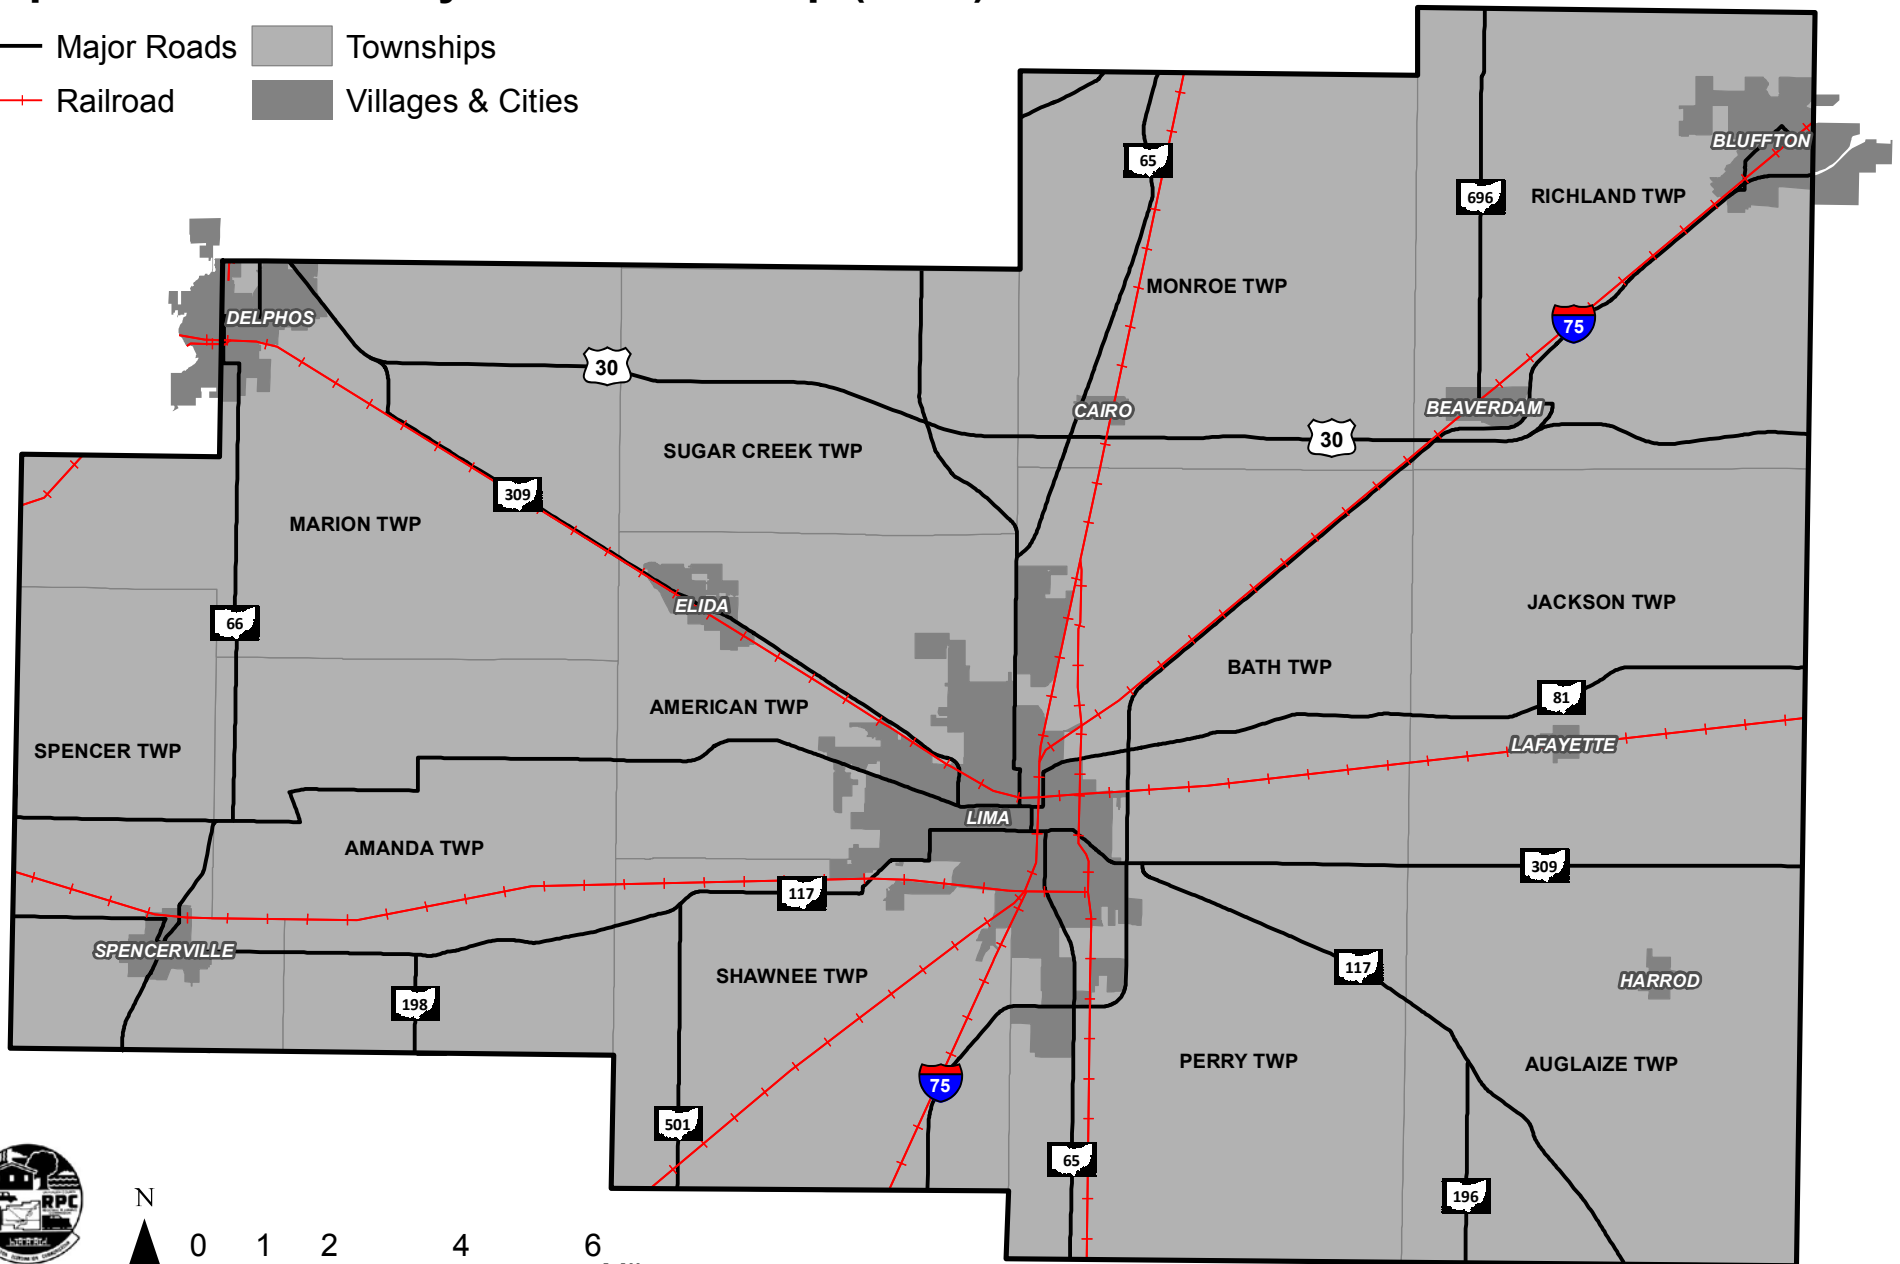 Major Roads
Townships
Railroad
Villages & Cities
65
696
BLUFFTON
RICHLAND TWP
MONROE TWP
DELPHOS
75
30
CAIRO
BEAVERDAM
30
SUGAR CREEK TWP
309
MARION TWP
ELIDA
JACKSON TWP
66
BATH TWP
AMERICAN TWP
81
SPENCER TWP
LAFAYETTE
LIMA
AMANDA TWP
309
117
SPENCERVILLE
SHAWNEE TWP
117
HARROD
198
PERRY TWP
AUGLAIZE TWP
75
501
65
196
RPC
N
0 1 2 4 6